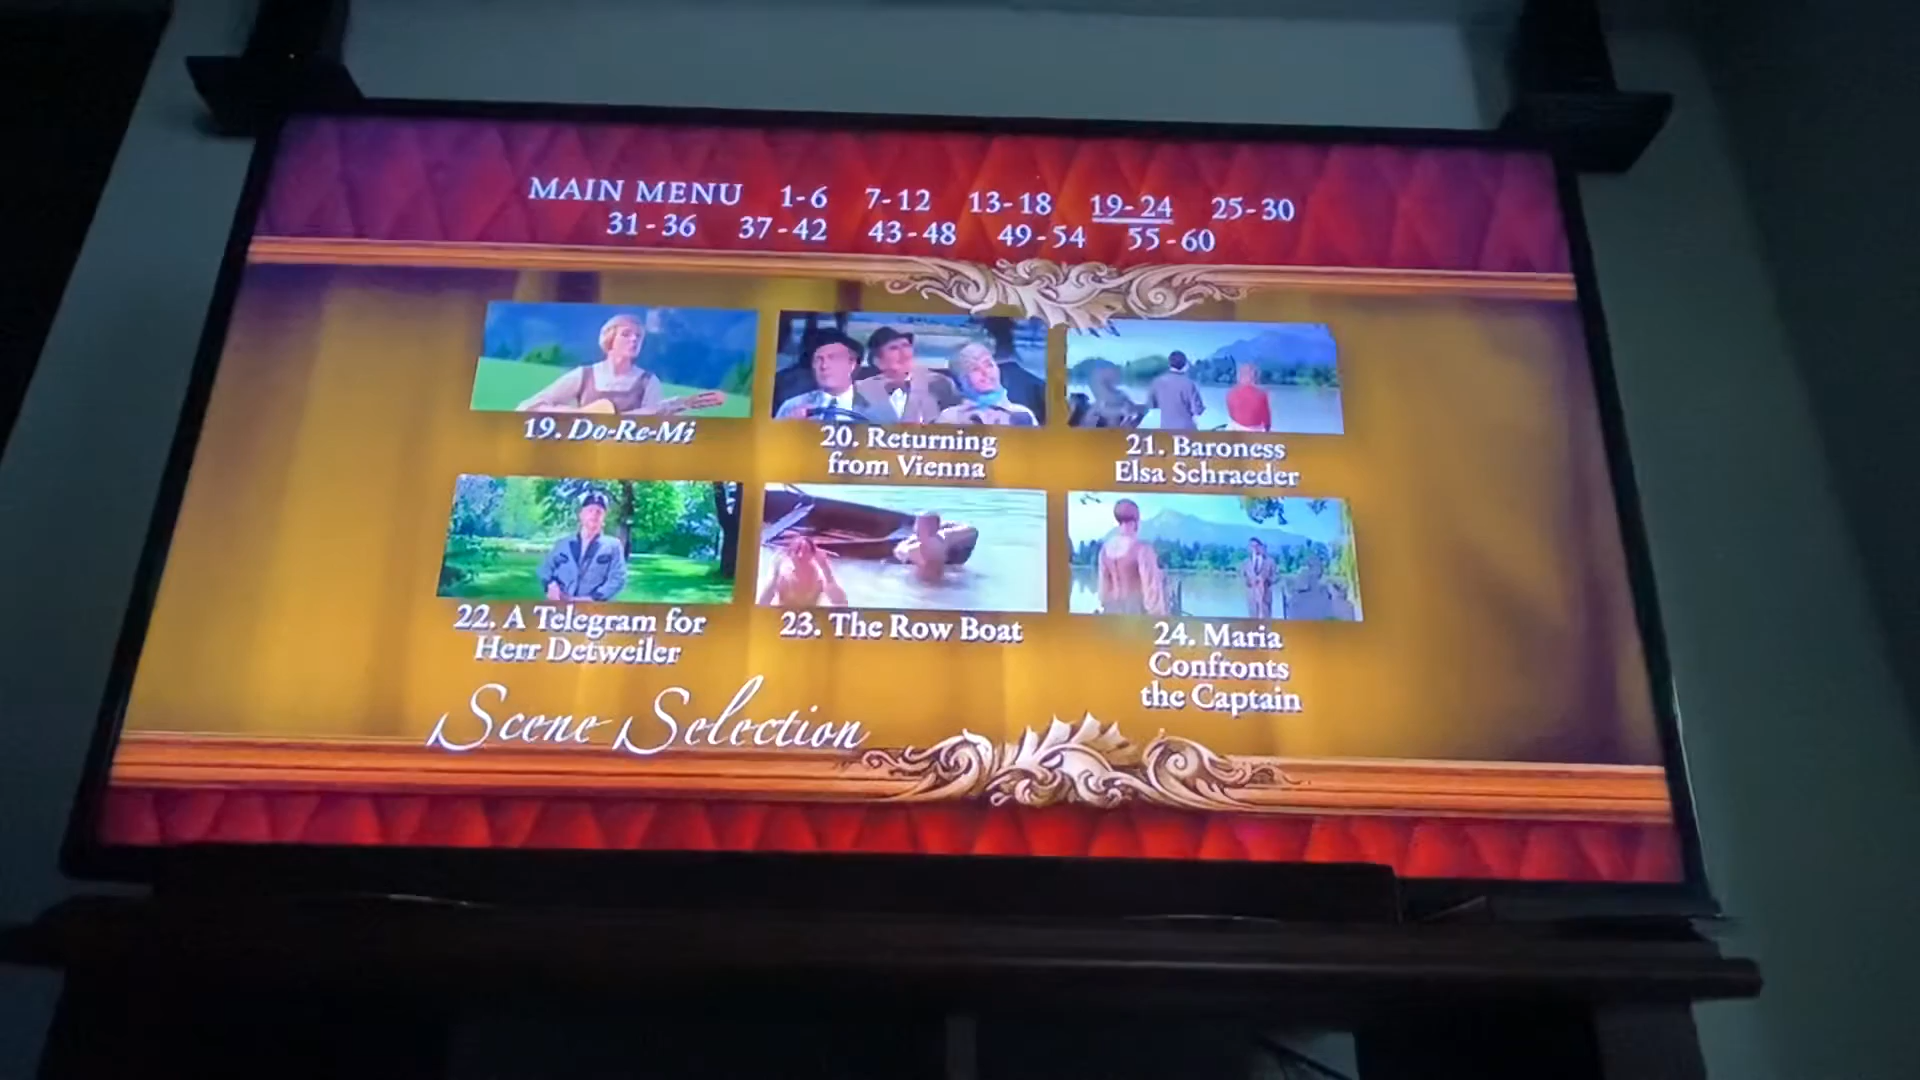 MAIN MENU 1-6 7-12 13-18 19-24 25-30
31-36 37-42 43-48 49-54 55-60
19. Do-Re-Mi
20. Returning
from Vienna
21. Baroness
Elsa Schraeder
22. A Telegram for
Herr Detweiler
23. The Row Boat
24. Maria
Confronts
the Captain
Scene Selection